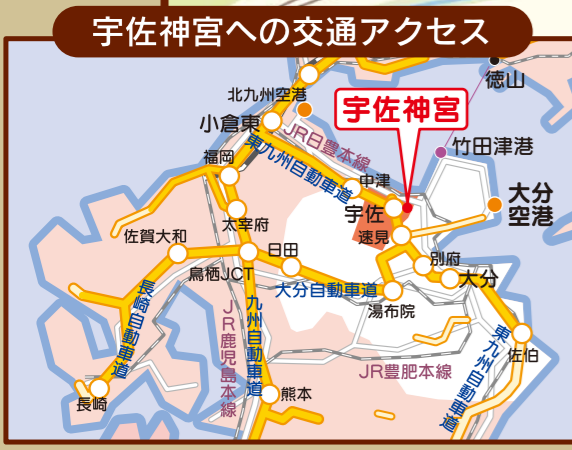 宇佐神宮への交通アクセス
徳山
北九州空港
宇佐神宮
小倉東
JR日豊本線
竹田津港
東九州自動車道
福岡
中津
大分
空港
宇佐
太宰府
速見
佐賀大和
日田
別府
鳥栖JCT
大分
大分自動車道
湯布院
長崎自動車道
JR鹿児島本線
九州自動車道
東九州自動車道
佐伯
JR豊肥本線
熊本
長崎